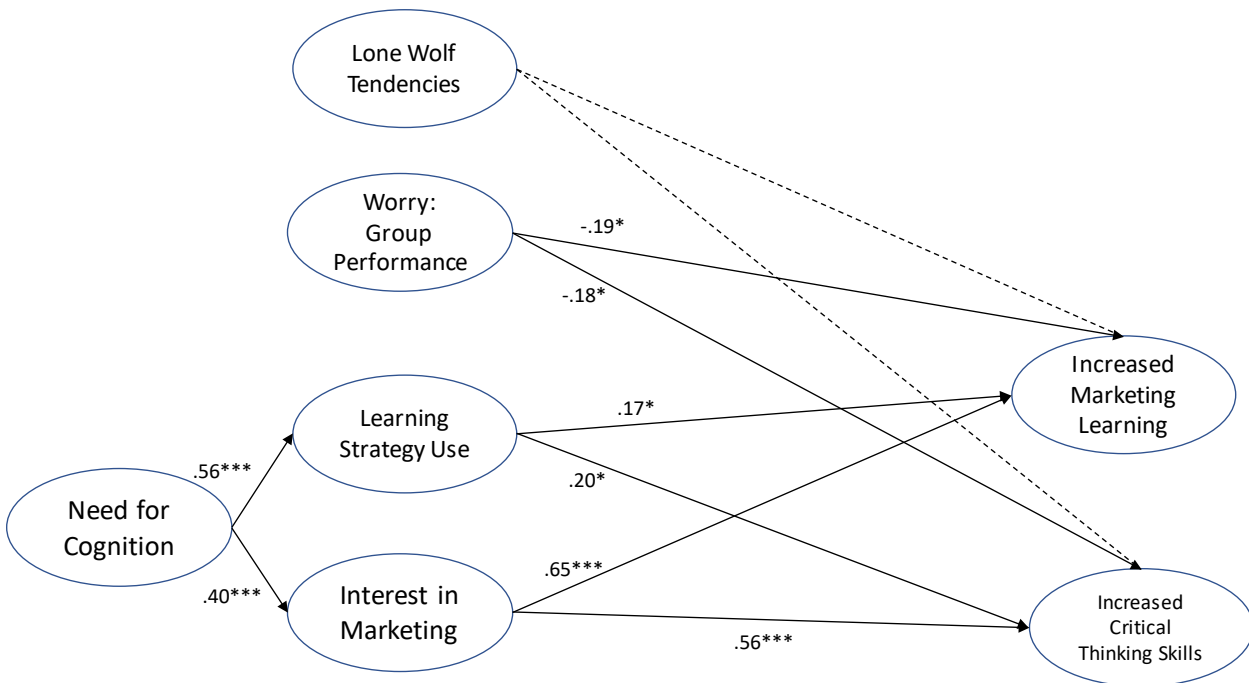 Lone Wolf
Tendencies
Worry:
Group
Performance
-.19*
-.18*
Increased
Marketing
Learning
Learning
Strategy Use
.17*
.20*
.56***
Need for
Cognition
.40***
Interest in
Marketing
.65***
.56***
Increased
Critical
Thinking Skills